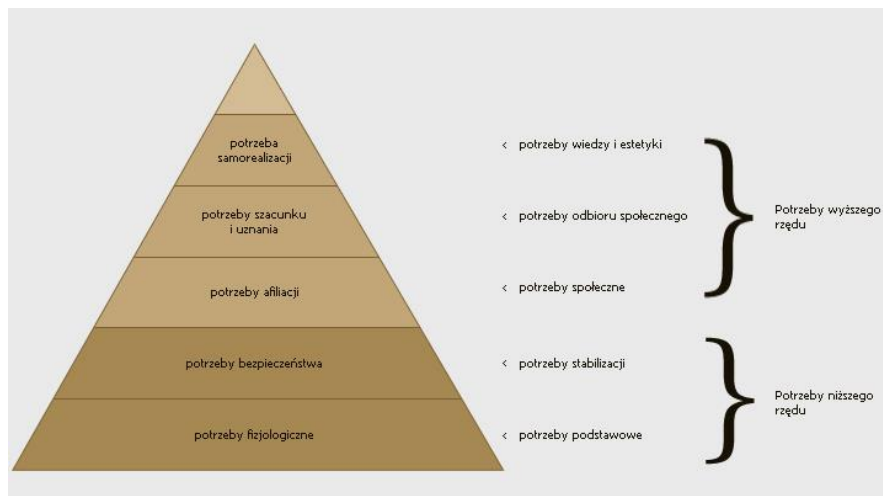 potrzeba
samorealizacji
< potrzeby wiedzy i estetyki
potrzeby szacunku
i uznania
< potrzeby odbioru społecznego
Potrzeby wyższego
rzędu
potrzeby afiliacji
< potrzeby społeczne
potrzeby bezpieczeństwa
< potrzeby stabilizacji
Potrzeby niższego
rzędu
potrzeby fizjologiczne
< potrzeby podstawowe